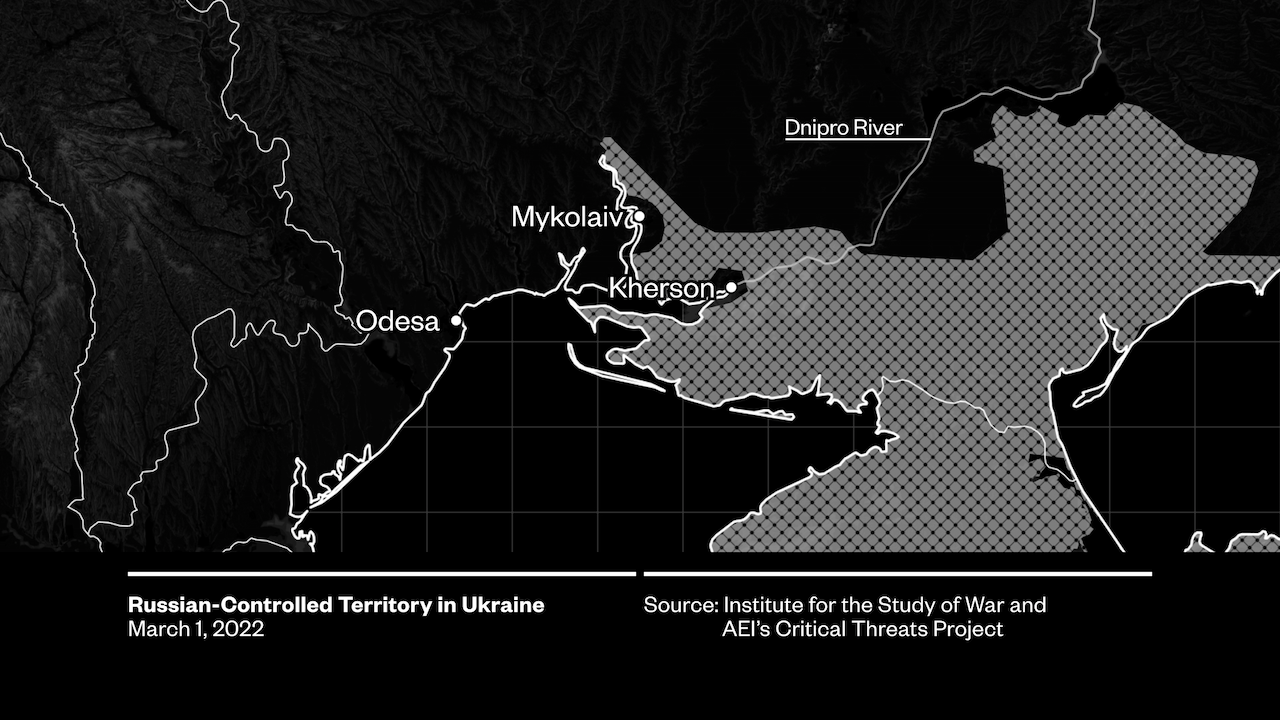 Dnipro River
Mykolaiv
Kherson
Odesa
Russian-Controlled Territory in Ukraine
March 1, 2022
Source: Institute for the Study of War and
AEI’s Critical Threats Project